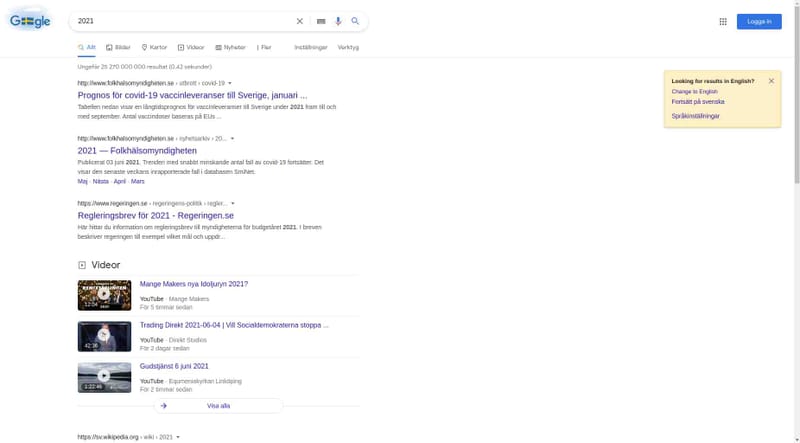 Google
2021
Logga in
Allt Bilder Kartor Videor Nyheter Fler Inställningar Verktyg
Ungefär 25 270 000 000 resultat (0,42 sekunder)
http://www.folkhalsomyndigheten.se › utbrott › covid-19
Prognos för covid-19 vaccinleveranser till Sverige, januari ...
Tabellen nedan visar en långtidsprognos för vaccinleveranser till Sverige under 2021 fram till och
med september. Antal vaccindoser baseras på EUs ...
http://www.folkhalsomyndigheten.se › nyhetsarkiv › 20...
2021 — Folkhälsomyndigheten
Publicerat 03 juni 2021. Trenden med snabbt minskande antal fall av covid-19 fortsätter. Det
visar den senaste veckans inrapporterade fall i databasen SmiNet.
Maj · Nästa · April · Mars
https://www.regeringen.se › regeringens-politik › regler...
Regleringsbrev för 2021 - Regeringen.se
Här hittar du information om regleringsbrev till myndigheterna för budgetåret 2021. I breven
beskriver regeringen till exempel vilket mål och uppdr...
Videor
Mange Makers nya Idoljuryn 2021?
YouTube · Mange Makers
För 5 timmar sedan
12:04
Trading Direkt 2021-06-04 | Vill Socialdemokraterna stoppa ...
YouTube · Direkt Studios
För 2 dagar sedan
42:36
Gudstjänst 6 juni 2021
YouTube · Equmeniakyrkan Linköping
För 2 timmar sedan
1:22:46
Visa alla
https://sv.wikipedia.org › wiki › 2021
Looking for results in English?
Change to English
Fortsätt på svenska
Språkinställningar